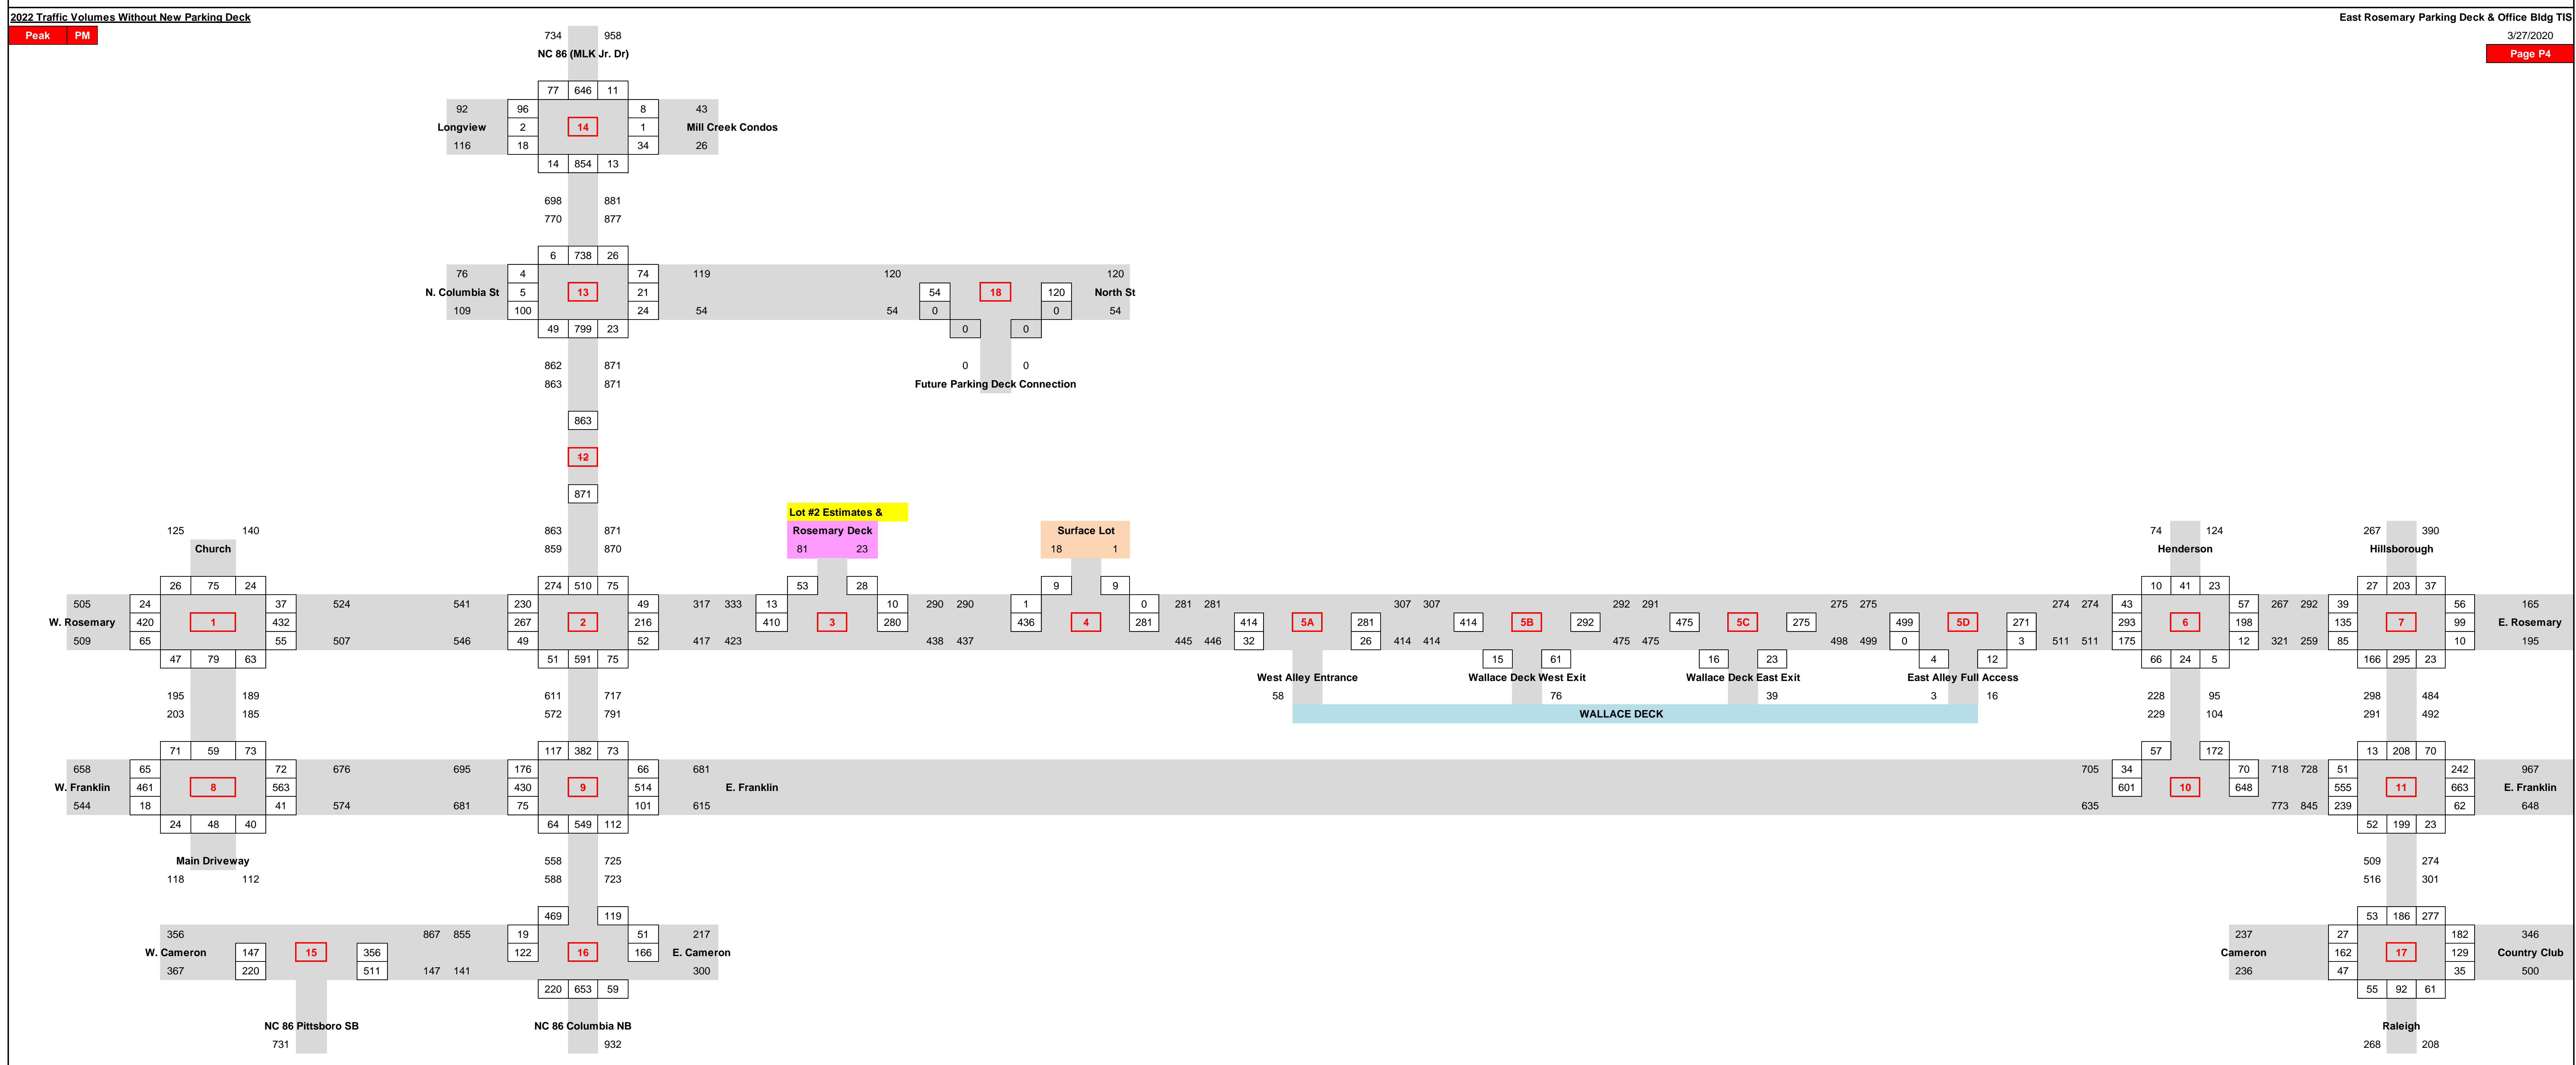 2022 Traffic Volumes Without New Parking Deck East Rosemary Parking Deck & Office Bldg TIS
Peak PM 734 958 3/27/2020
NC 86 (MLK Jr. Dr) Page P4
77 646 11
92 96 8 43
Longview 2 14 1 Mill Creek Condos
116 18 34 26
14 854 13
698 881
770 877
6 738 26
76 4 74 119 120 120
N. Columbia St 5 13 21 54 18 120 North St
109 100 24 54 54 0 0 54
49 799 23 0 0
862 871 0 0
863 871 Future Parking Deck Connection
863
12
871
Lot #2 Estimates &
125 140 863 871 Rosemary Deck Surface Lot 74 124 267 390
Church 859 870 81 23 18 1 Henderson Hillsborough
26 75 24 274 510 75 53 28 9 9 10 41 23 27 203 37
505 24 37 524 541 230 49 317 333 13 10 290 290 1 0 281 281 307 307 292 291 275 275 274 274 43 57 267 292 39 56 165
W. Rosemary 420 1 432 267 2 216 410 3 280 436 4 281 414 5A 281 414 5B 292 475 5C 275 499 5D 271 293 6 198 135 7 99 E. Rosemary
509 65 55 507 546 49 52 417 423 438 437 445 446 32 26 414 414 475 475 498 499 0 3 511 511 175 12 321 259 85 10 195
47 79 63 51 591 75 15 61 16 23 4 12 66 24 5 166 295 23
West Alley Entrance Wallace Deck West Exit Wallace Deck East Exit East Alley Full Access
195 189 611 717 58 76 39 3 16 228 95 298 484
203 185 572 791 WALLACE DECK 229 104 291 492
71 59 73 117 382 73 57 172 13 208 70
658 65 72 676 695 176 66 681 705 34 70 718 728 51 242 967
W. Franklin 461 8 563 430 9 514 E. Franklin 601 10 648 555 11 663 E. Franklin
544 18 41 574 681 75 101 615 635 773 845 239 62 648
24 48 40 64 549 112 52 199 23
Main Driveway 558 725 509 274
118 112 588 723 516 301
469 119 53 186 277
356 867 855 19 51 217 237 27 182 346
W. Cameron 147 15 356 122 16 166 E. Cameron Cameron 162 17 129 Country Club
367 220 511 147 141 300 236 47 35 500
220 653 59 55 92 61
NC 86 Pittsboro SB NC 86 Columbia NB Raleigh
731 932 268 208